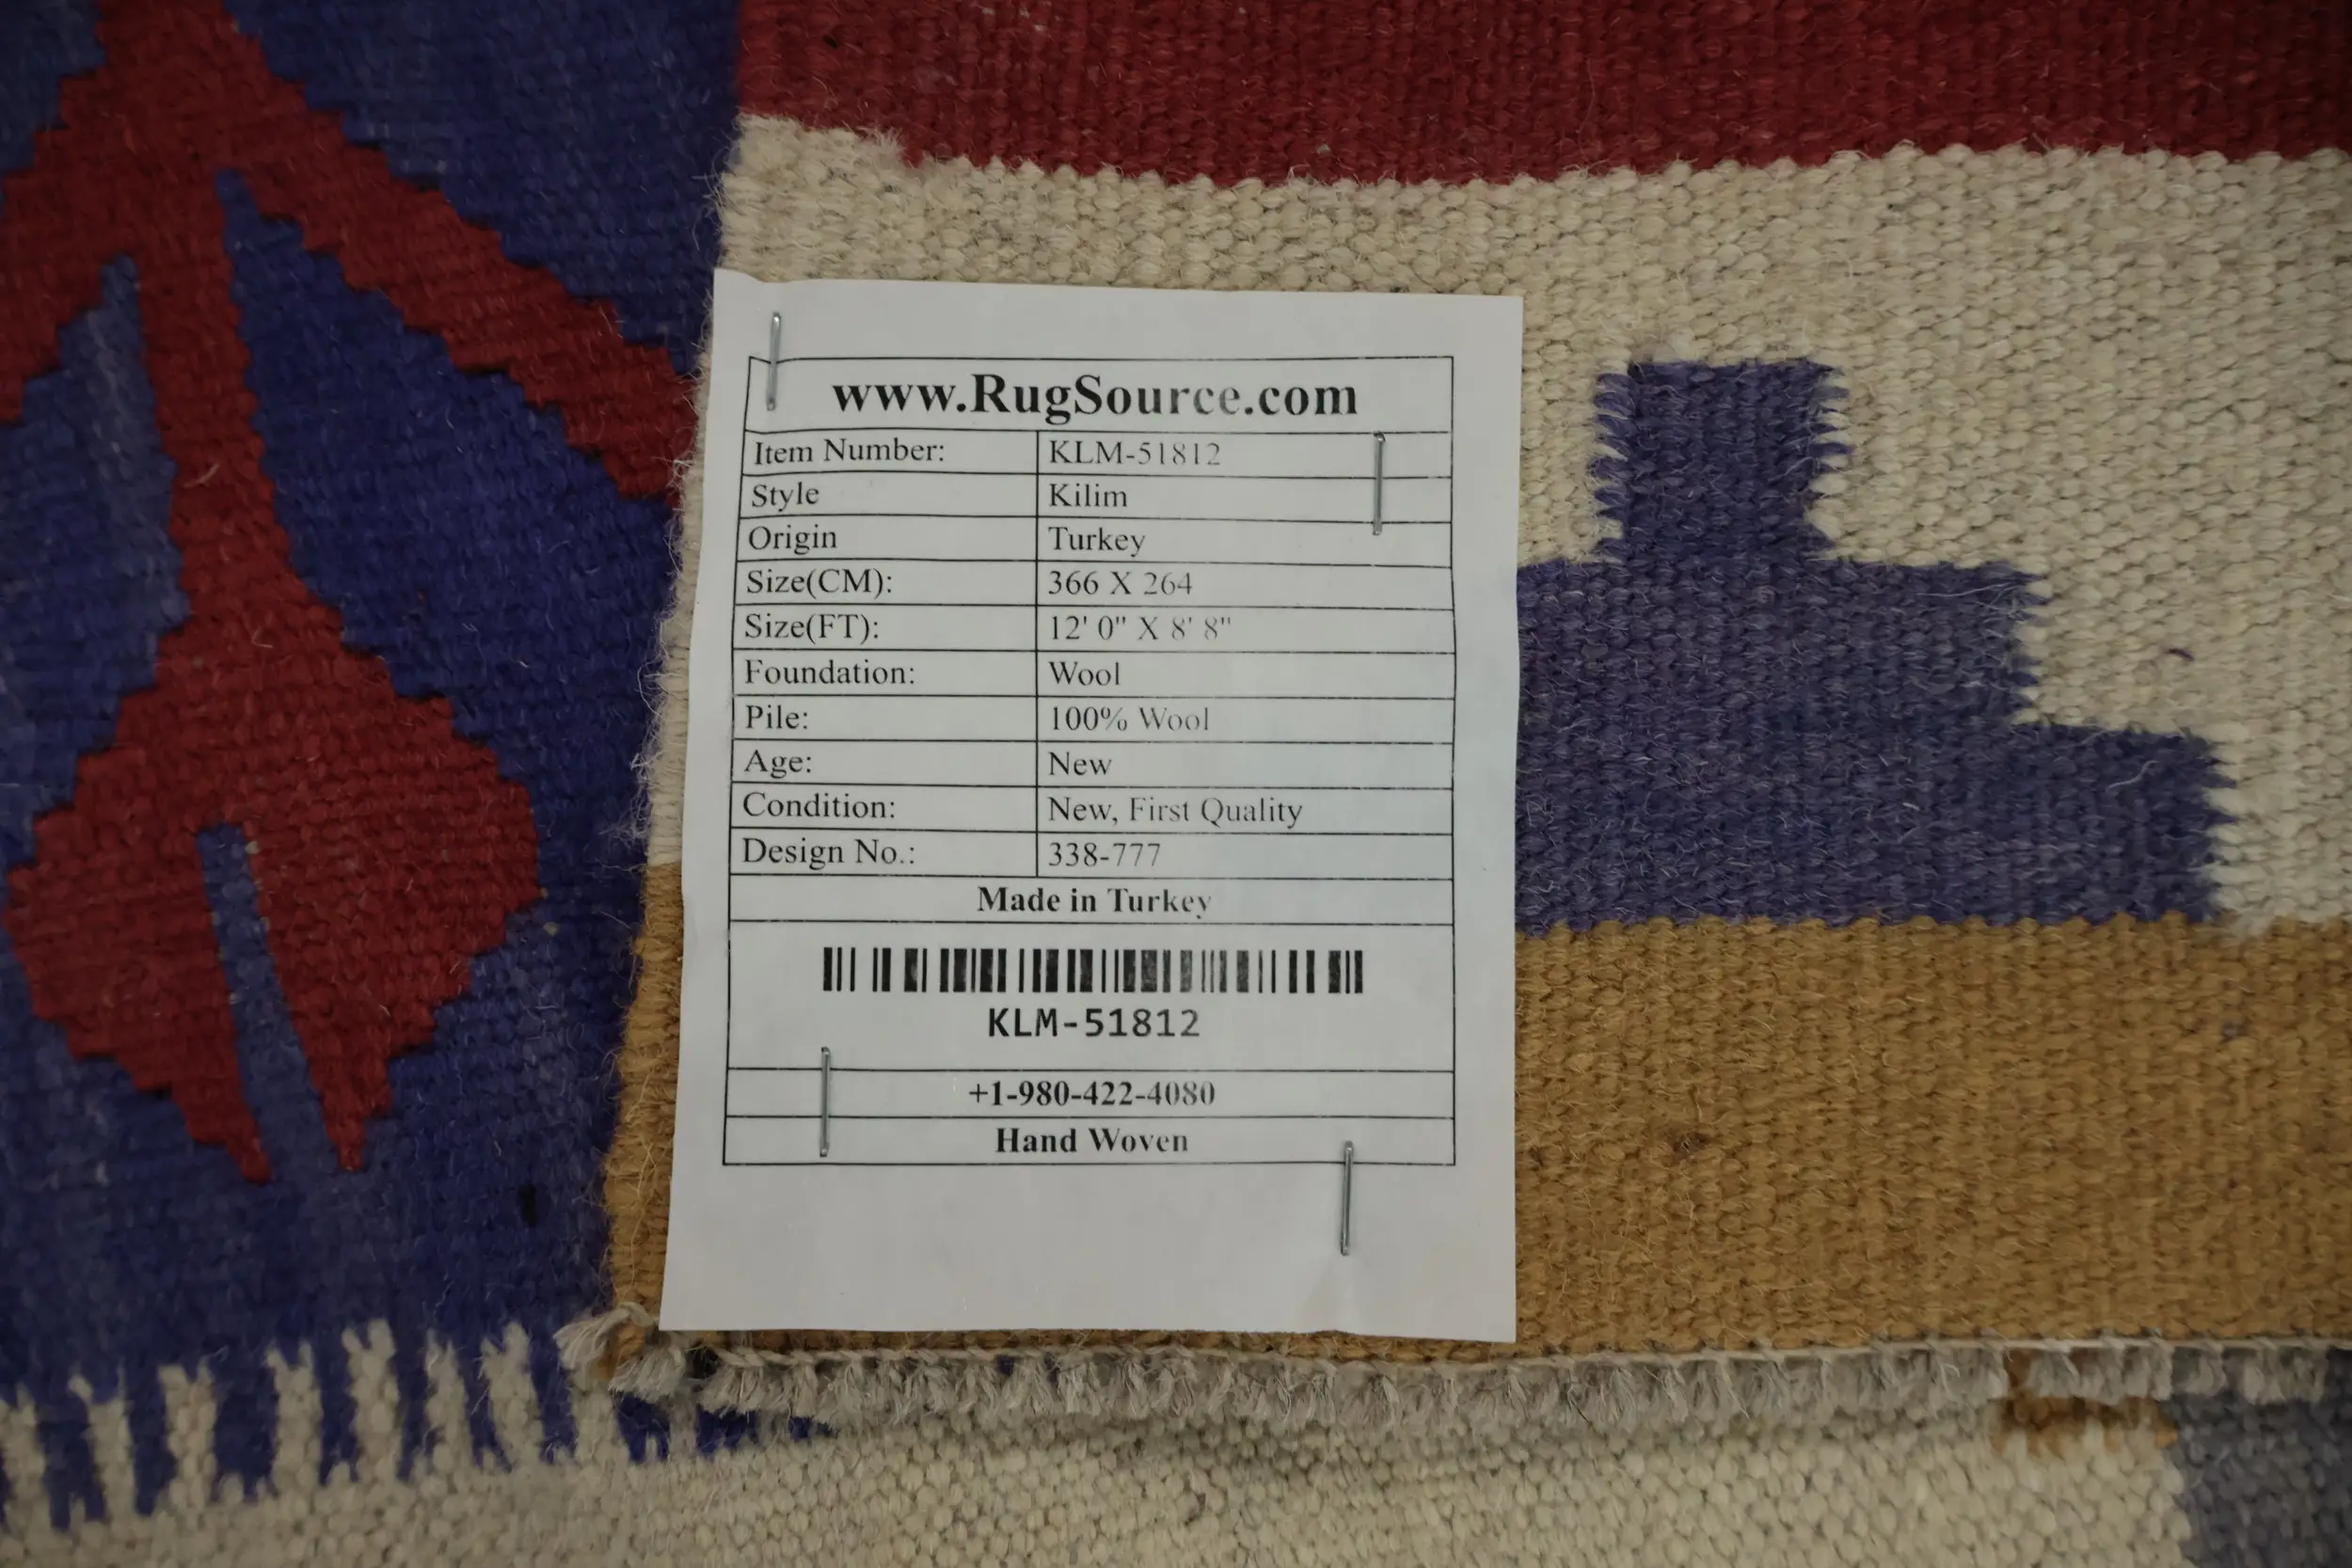 www.RugSource.com
Item Number: KLM-51812
Style Kilim
Origin Turkey
Size(CM): 366 X 264
Size(FT): 12' 0" X 8' 8"
Foundation: Wool
Pile: 100% Wool
Age: New
Condition: New, First Quality
Design No.: 338-777
Made in Turkey
KLM-51812
+1-980-422-4080
Hand Woven